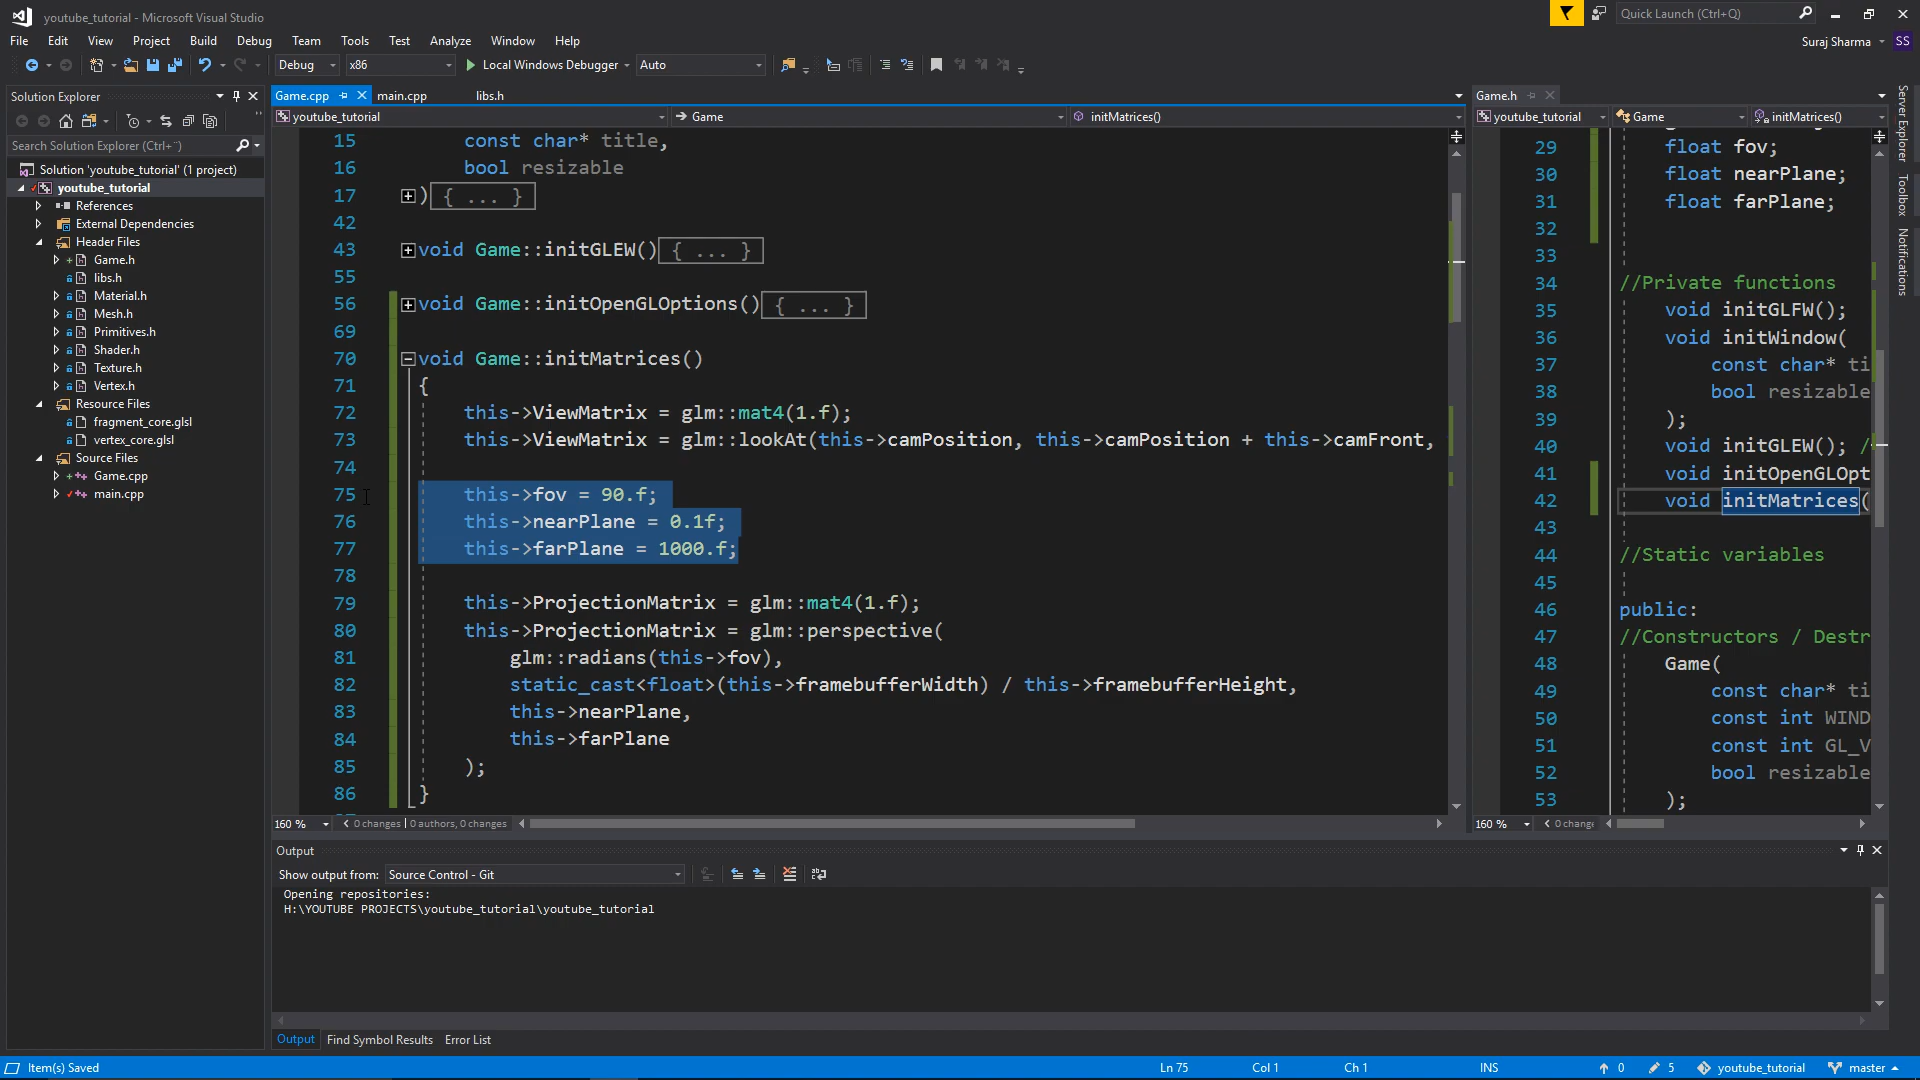 youtube_tutorial - Microsoft Visual Studio
Quick Launch (Ctrl+Q)
File Edit View Project Build Debug Team Tools Test Analyze Window Help
Suraj Sharma SS
Debug x86 Local Windows Debugger Auto
Solution Explorer
Search Solution Explorer (Ctrl+¨)
Solution 'youtube_tutorial' (1 project)
youtube_tutorial
References
External Dependencies
Header Files
Game.h
libs.h
Material.h
Mesh.h
Primitives.h
Shader.h
Texture.h
Vertex.h
Resource Files
fragment_core.glsl
vertex_core.glsl
Source Files
Game.cpp
main.cpp
Game.cpp main.cpp libs.h
youtube_tutorial Game initMatrices()
15 const char* title,
16 bool resizable
17 ) { ... }
42
43 void Game::initGLEW() { ... }
55
56 void Game::initOpenGLOptions() { ... }
69
70 void Game::initMatrices()
71 {
72 this->ViewMatrix = glm::mat4(1.f);
73 this->ViewMatrix = glm::lookAt(this->camPosition, this->camPosition + this->camFront,
74
75 this->fov = 90.f;
76 this->nearPlane = 0.1f;
77 this->farPlane = 1000.f;
78
79 this->ProjectionMatrix = glm::mat4(1.f);
80 this->ProjectionMatrix = glm::perspective(
81 glm::radians(this->fov),
82 static_cast<float>(this->framebufferWidth) / this->framebufferHeight,
83 this->nearPlane,
84 this->farPlane
85 );
86 }
160 % 0 changes | 0 authors, 0 changes
Game.h
youtube_tutorial Game initMatrices()
29 float fov;
30 float nearPlane;
31 float farPlane;
32
33
34 //Private functions
35 void initGLFW();
36 void initWindow(
37 const char* ti
38 bool resizable
39 );
40 void initGLEW(); /
41 void initOpenGLOpt
42 void initMatrices(
43
44 //Static variables
45
46 public:
47 //Constructors / Destr
48 Game(
49 const char* ti
50 const int WIND
51 const int GL_V
52 bool resizable
53 );
160 % 0 change
Server Explorer
Toolbox
Notifications
Output
Show output from: Source Control - Git
Opening repositories:
H:\YOUTUBE PROJECTS\youtube_tutorial\youtube_tutorial
Output Find Symbol Results Error List
Item(s) Saved Ln 75 Col 1 Ch 1 INS 0 5 youtube_tutorial master